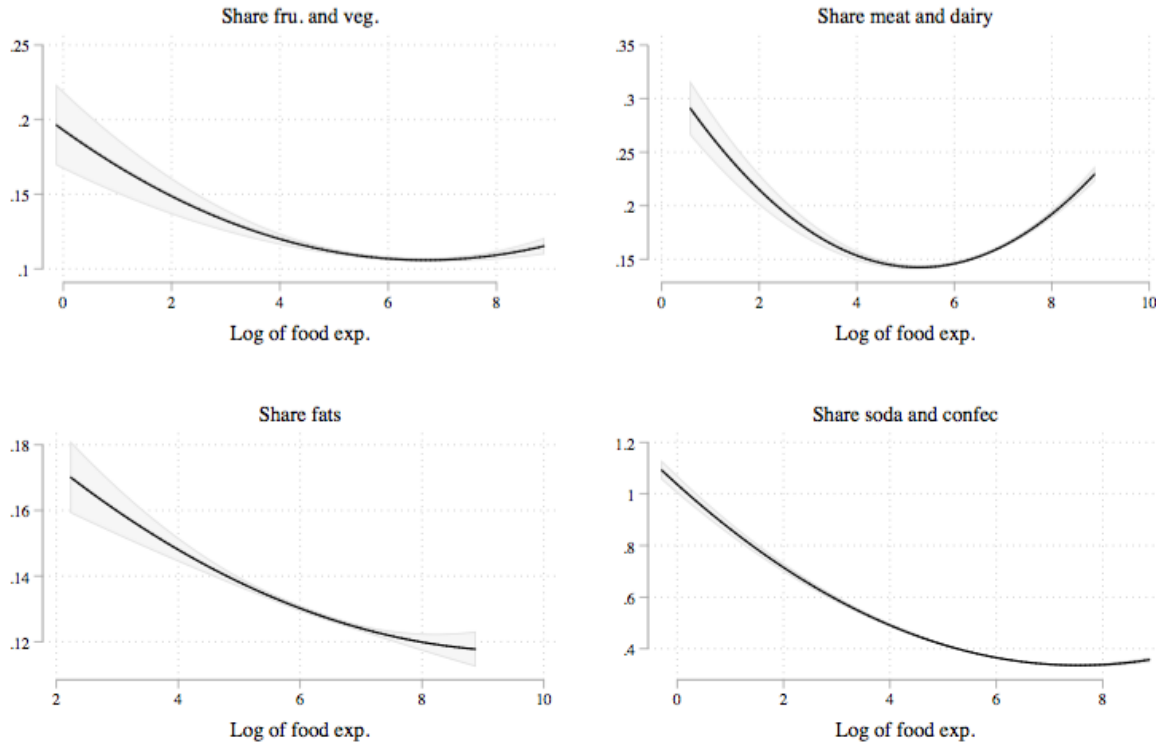 Share fru. and veg.
.25
.2
.15
.1
0 2 4 6 8
Log of food exp.
Share meat and dairy
.35
.3
.25
.2
.15
0 2 4 6 8 10
Log of food exp.
Share fats
.18
.16
.14
.12
2 4 6 8 10
Log of food exp.
Share soda and confec
1.2
1
.8
.6
.4
0 2 4 6 8
Log of food exp.